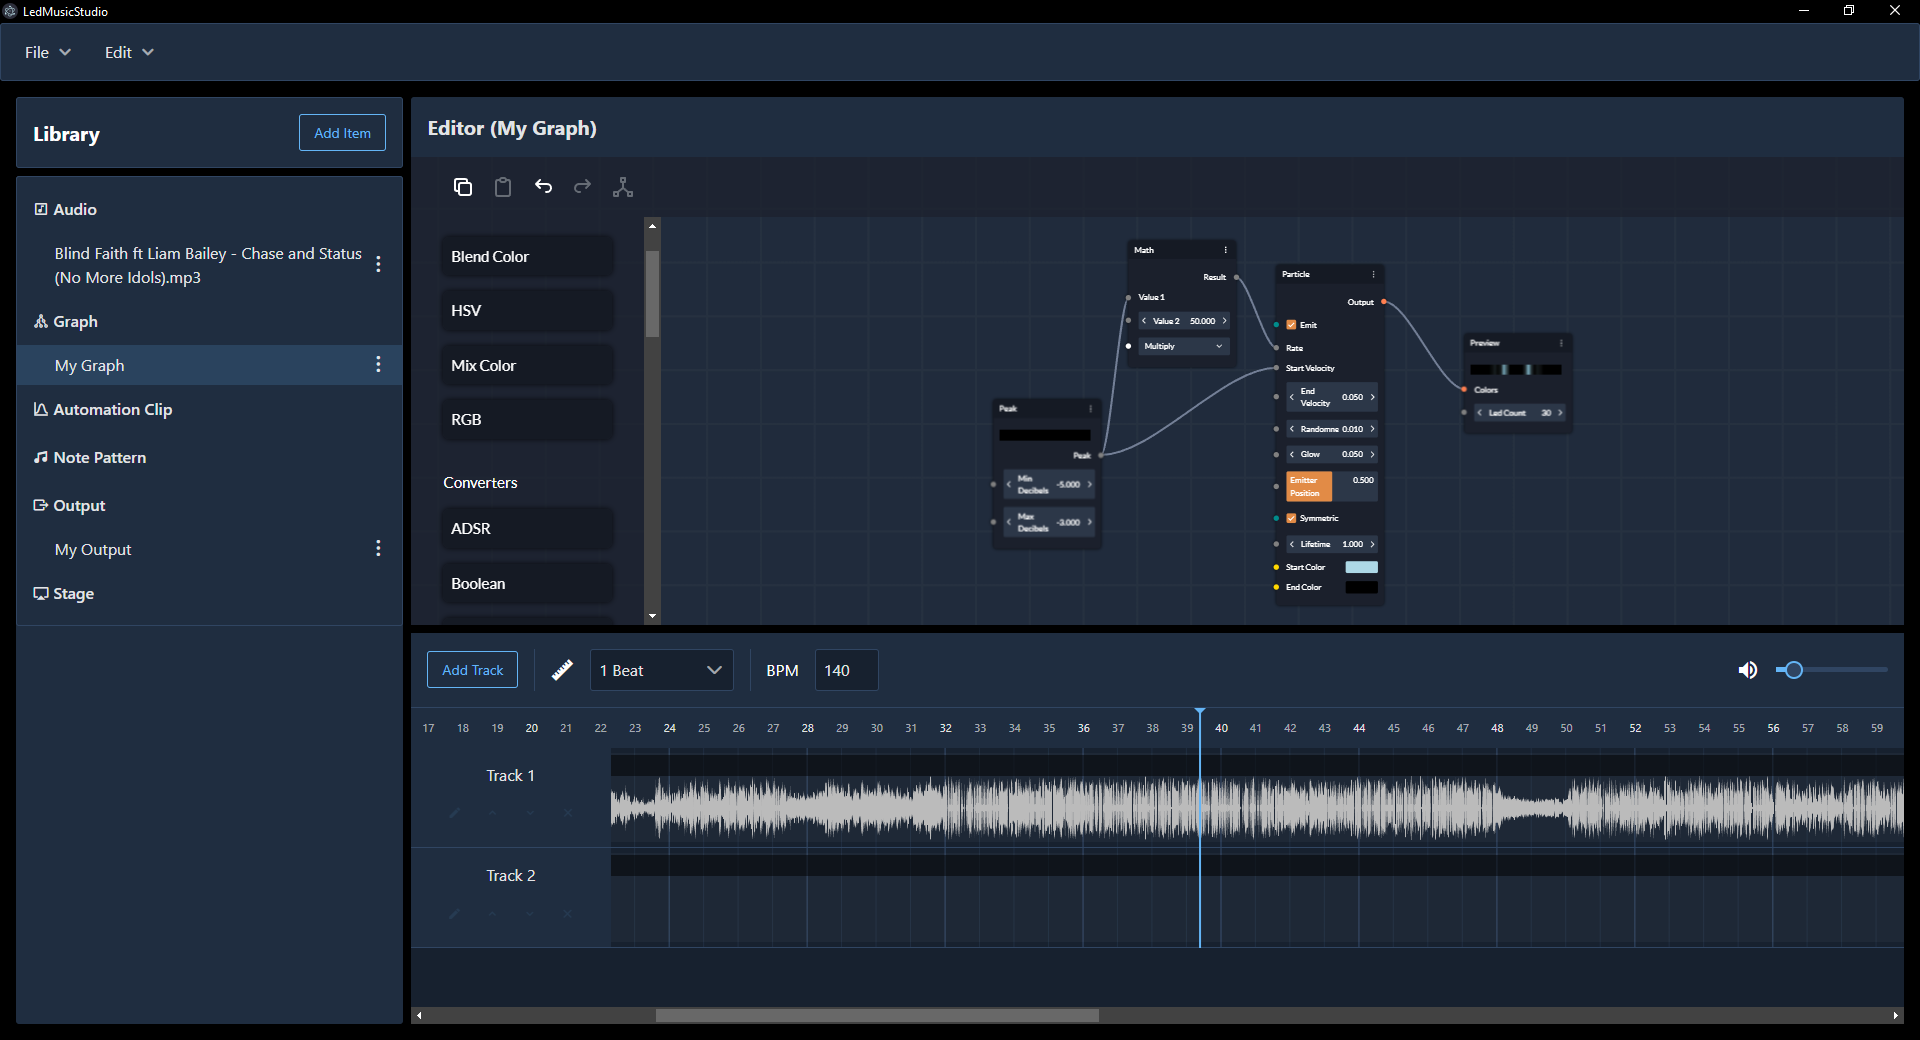 LedMusicStudio
File
Edit
Library
Add Item
Audio
Blind Faith ft Liam Bailey - Chase and Status
(No More Idols).mp3
Graph
My Graph
Automation Clip
Note Pattern
Output
My Output
Stage
Editor (My Graph)
Blend Color
HSV
Mix Color
RGB
Converters
ADSR
Boolean
Peak
Peak
Min
Decibels
-5.000
Max
Decibels
-3.000
Math
Result
Value 1
Value 2 50.000
Multiply
Particle
Output
Emit
Rate
Start Velocity
End
Velocity
0.050
Randomne 0.010
Glow 0.050
Emitter
Position
0.500
Symmetric
Lifetime 1.000
Start Color
End Color
Preview
Colors
Led Count 30
Add Track
1 Beat
BPM
140
17 18 19 20 21 22 23 24 25 26 27 28 29 30 31 32 33 34 35 36 37 38 39 40 41 42 43 44 45 46 47 48 49 50 51 52 53 54 55 56 57 58 59
Track 1
Track 2